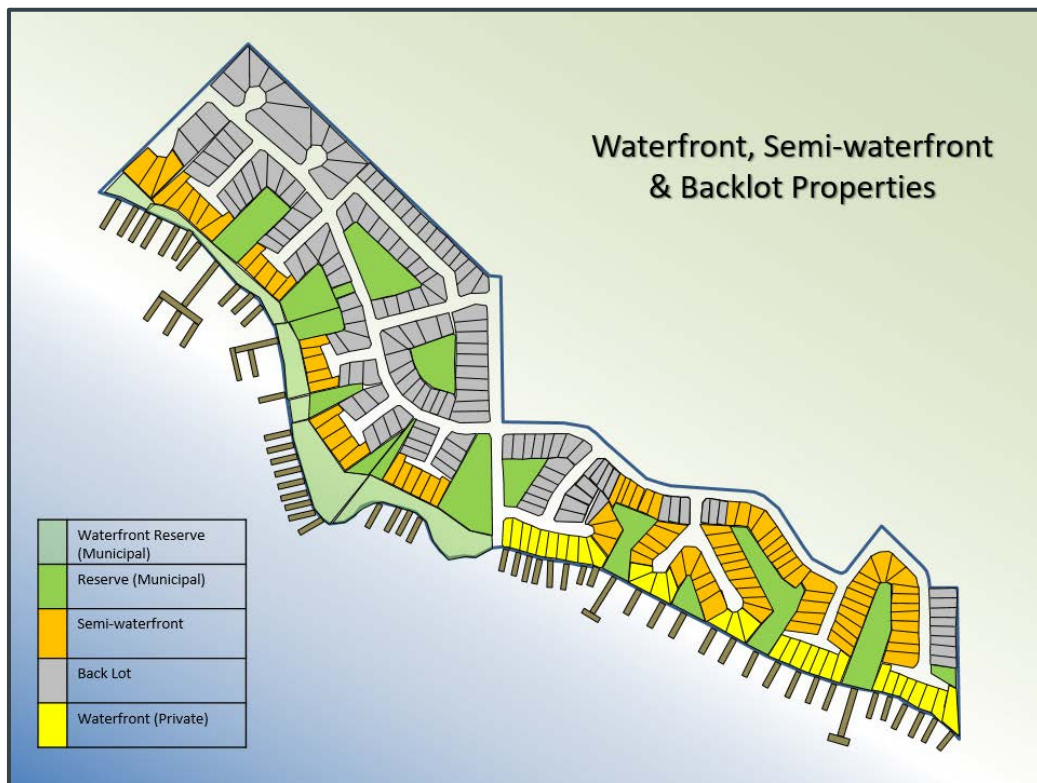 Waterfront, Semi-waterfront
& Backlot Properties
Waterfront Reserve
(Municipal)
Reserve (Municipal)
Semi-waterfront
Back Lot
Waterfront (Private)